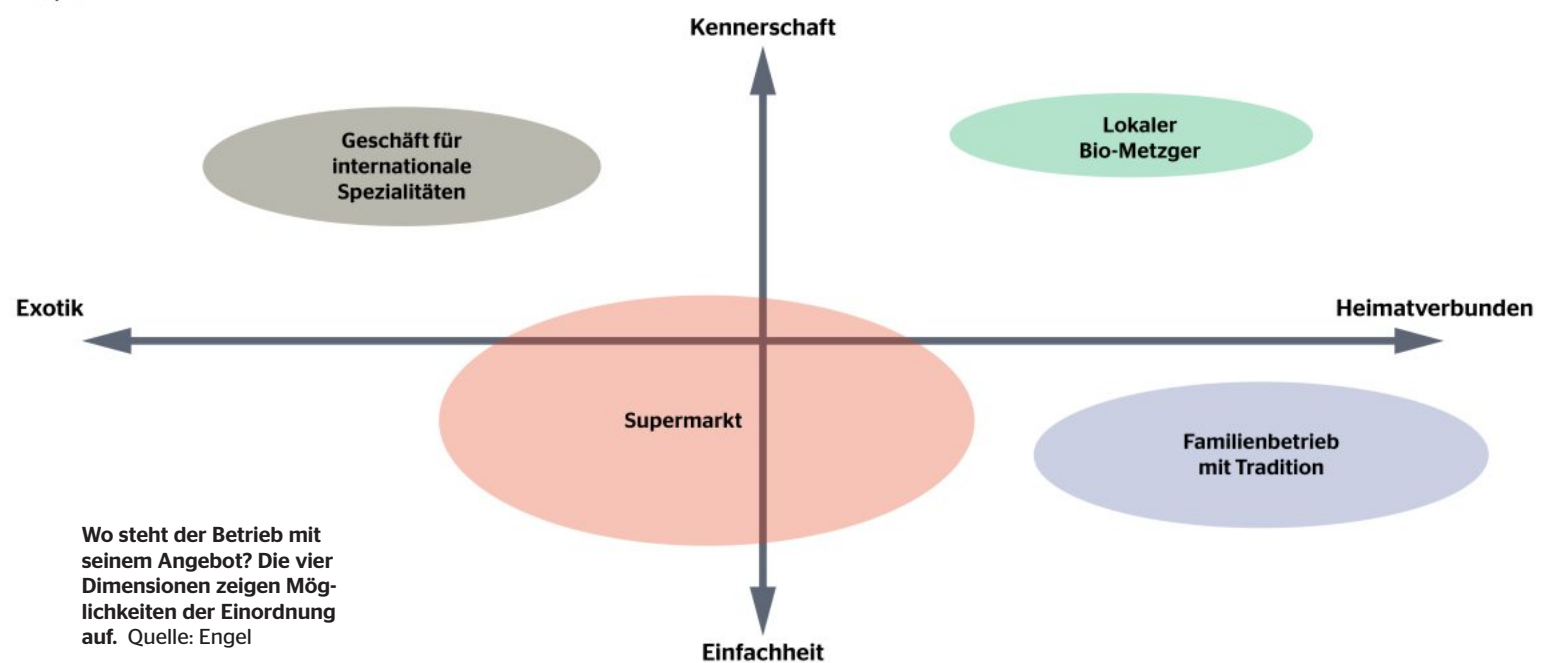 Kennerschaft
Geschäft für
internationale
Spezialitäten
Lokaler
Bio-Metzger
Exotik
Heimatverbunden
Supermarkt
Familienbetrieb
mit Tradition
Wo steht der Betrieb mit
seinem Angebot? Die vier
Dimensionen zeigen Mög-
lichkeiten der Einordnung
auf. Quelle: Engel
Einfachheit